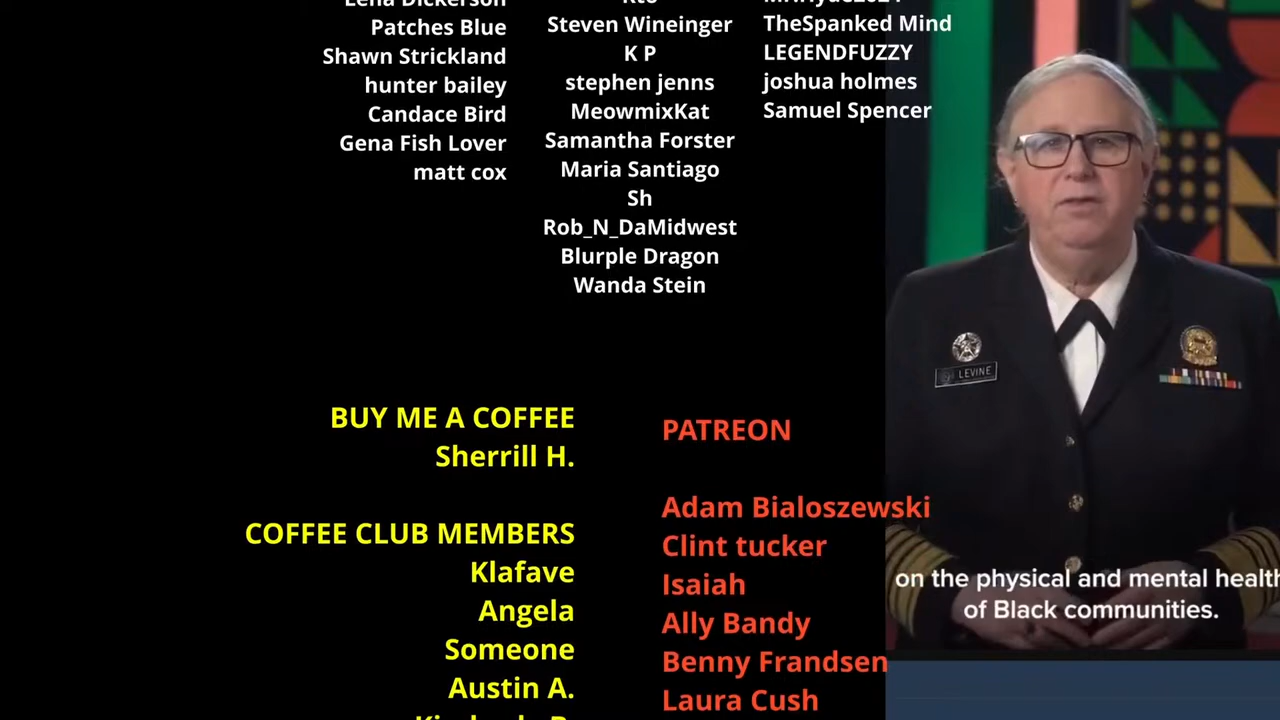 Lena Dickerson
Patches Blue
Shawn Strickland
hunter bailey
Candace Bird
Gena Fish Lover
matt cox
Steven Wineinger
K P
stephen jenns
MeowmixKat
Samantha Forster
Maria Santiago
Sh
Rob_N_DaMidwest
Blurple Dragon
Wanda Stein
TheSpanked Mind
LEGENDFUZZY
joshua holmes
Samuel Spencer
BUY ME A COFFEE
Sherrill H.
COFFEE CLUB MEMBERS
Klafave
Angela
Someone
Austin A.
PATREON
Adam Bialoszewski
Clint tucker
Isaiah
Ally Bandy
Benny Frandsen
Laura Cush
LEVINE
on the physical and mental health
of Black communities.